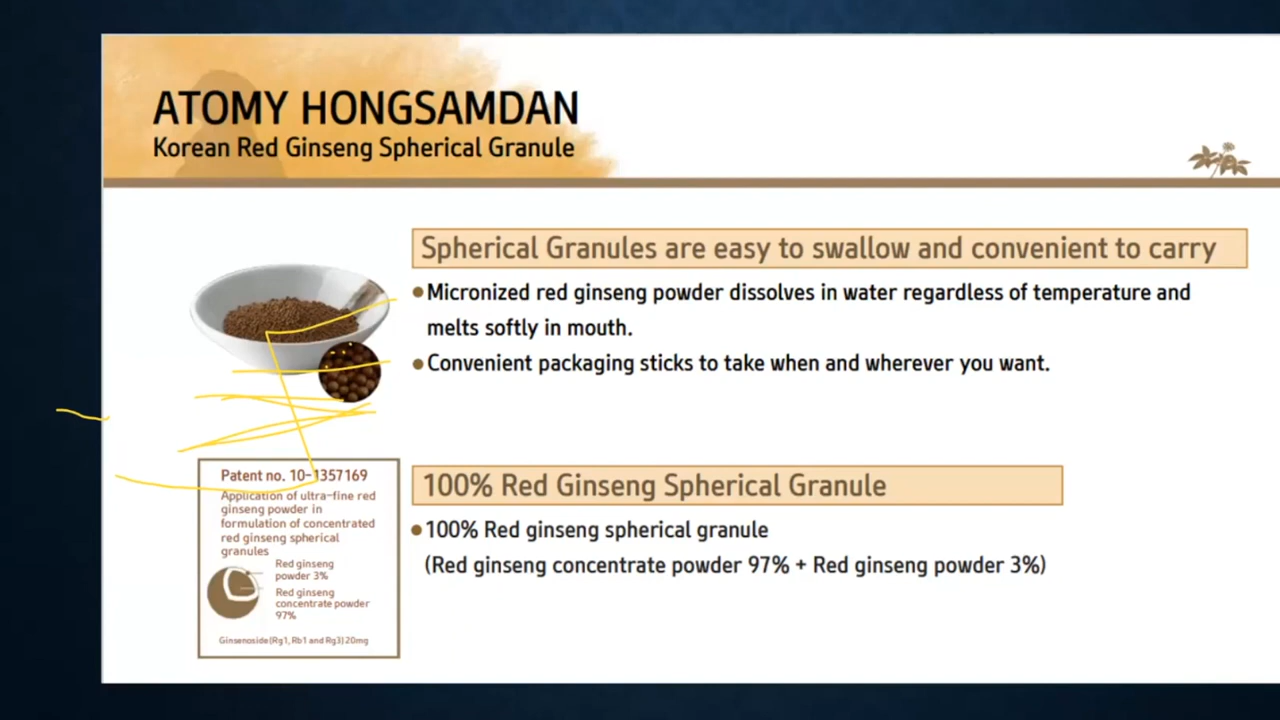 ATOMY HONGSAMDAN
Korean Red Ginseng Spherical Granule
Spherical Granules are easy to swallow and convenient to carry
●Micronized red ginseng powder dissolves in water regardless of temperature and
melts softly in mouth.
●Convenient packaging sticks to take when and wherever you want.
Patent no. 10-1357169
Application of ultra-fine red
ginseng powder in
formulation of concentrated
red ginseng spherical
granules
Red ginseng
powder 3%
Red ginseng
concentrate powder
97%
Ginsenoside(Rg1, Rb1 and Rg3) 20mg
100% Red Ginseng Spherical Granule
●100% Red ginseng spherical granule
(Red ginseng concentrate powder 97% + Red ginseng powder 3%)